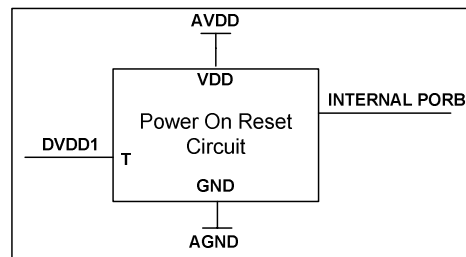 AVDD
VDD
INTERNAL PORB
Power On Reset
Circuit
DVDD1
T
GND
AGND